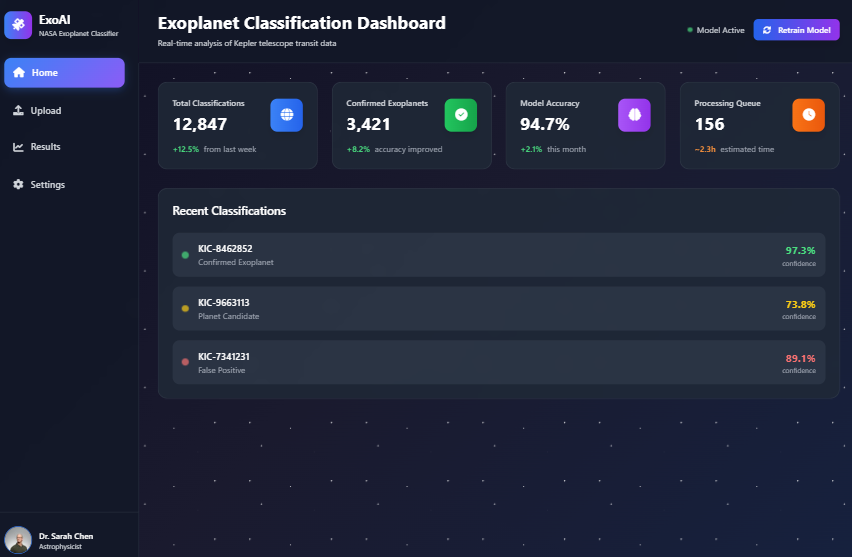 ExoAI
NASA Exoplanet Classifier
Home
Upload
Results
Settings
Dr. Sarah Chen
Astrophysicist
Exoplanet Classification Dashboard
Real-time analysis of Kepler telescope transit data
Model Active
Retrain Model
Total Classifications
12,847
+12.5% from last week
Confirmed Exoplanets
3,421
+8.2% accuracy improved
Model Accuracy
94.7%
+2.1% this month
Processing Queue
156
~2.3h estimated time
Recent Classifications
KIC-8462852
Confirmed Exoplanet
97.3%
confidence
KIC-9663113
Planet Candidate
73.8%
confidence
KIC-7341231
False Positive
89.1%
confidence